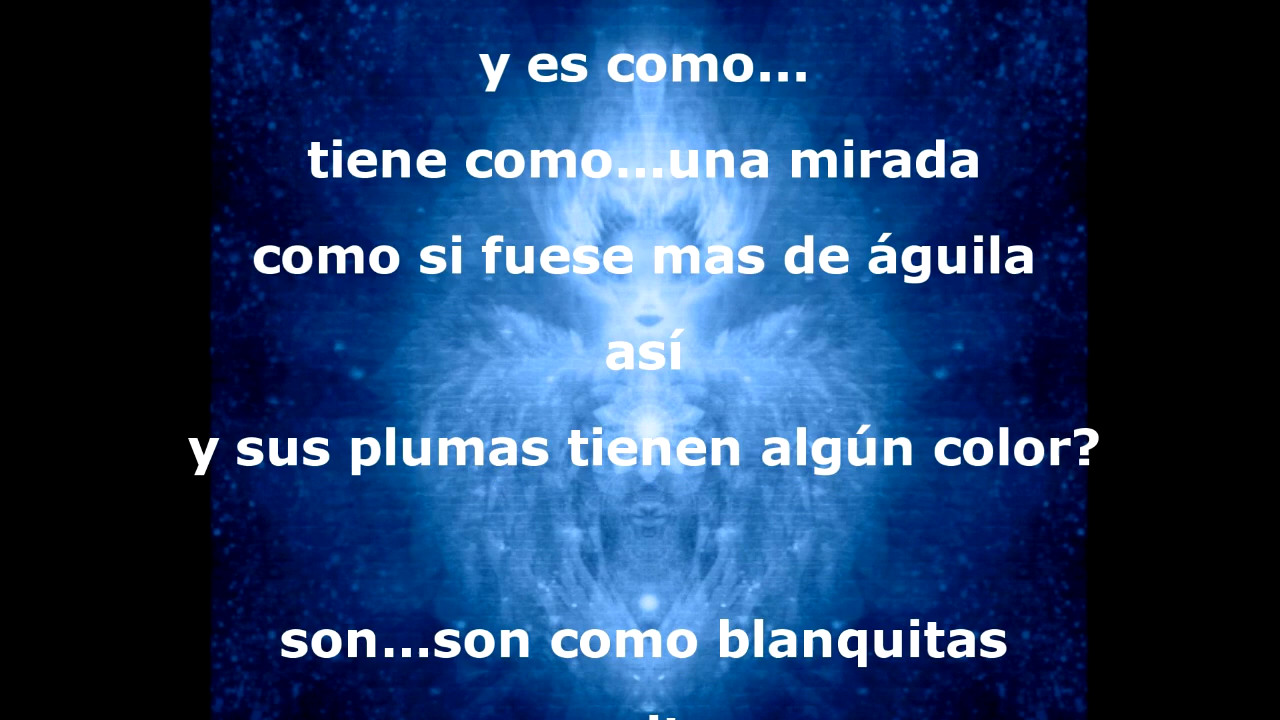 y es como...
tiene como...una mirada
como si fuese mas de águila
así
y sus plumas tienen algún color?
son...son como blanquitas